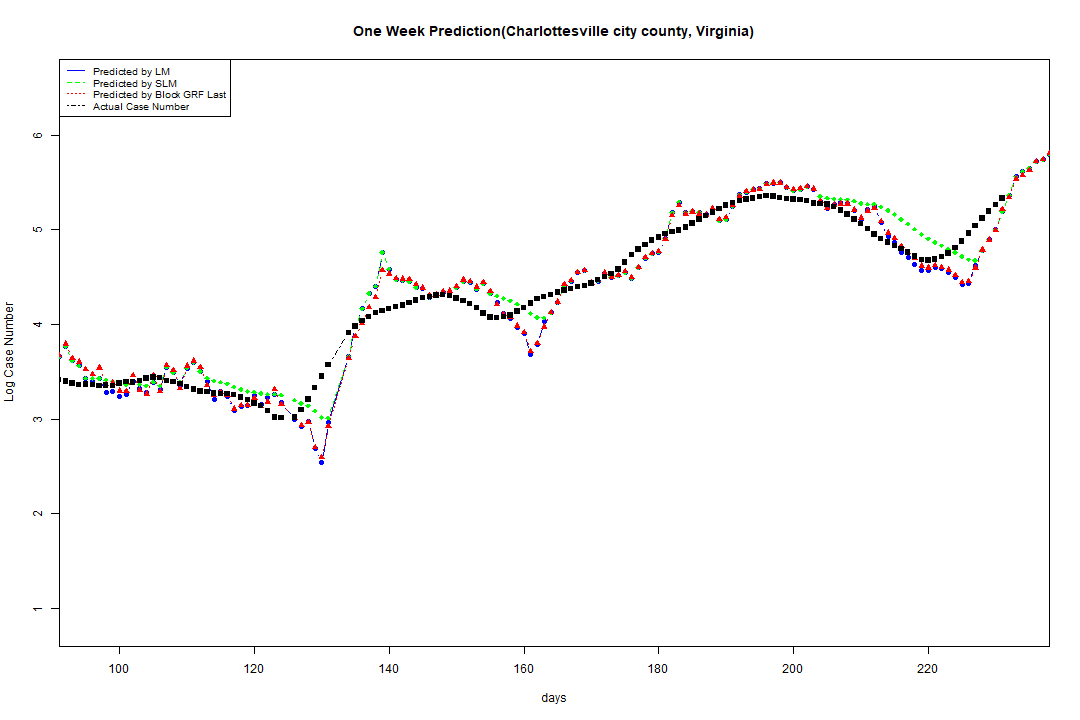 One Week Prediction(Charlottesville city county, Virginia)
Predicted by LM
Predicted by SLM
Predicted by Block GRF Last
Actual Case Number
Log Case Number
6
5
4
3
2
1
100 120 140 160 180 200 220
days